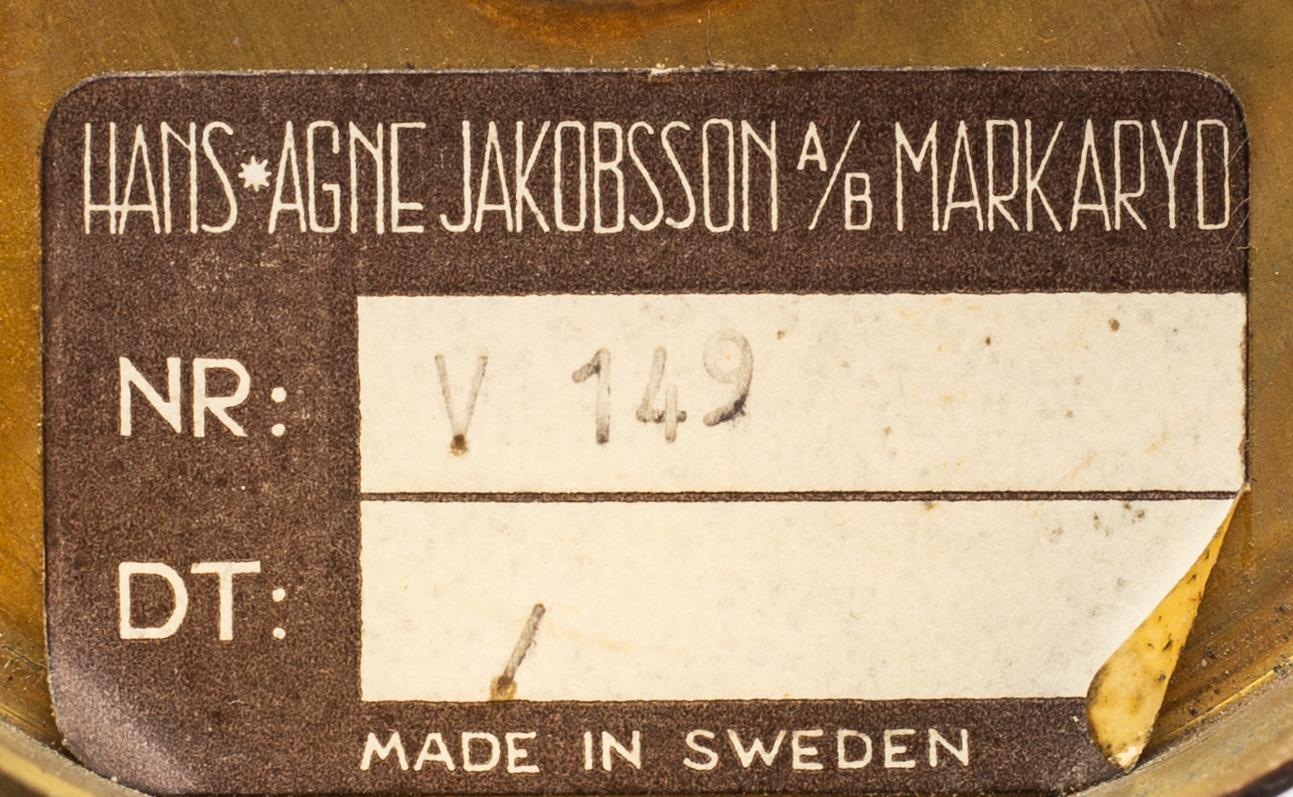 HANS*AGNE JAKOBSSON A/B MARKARYD
NR: V 149
DT: /
MADE IN SWEDEN